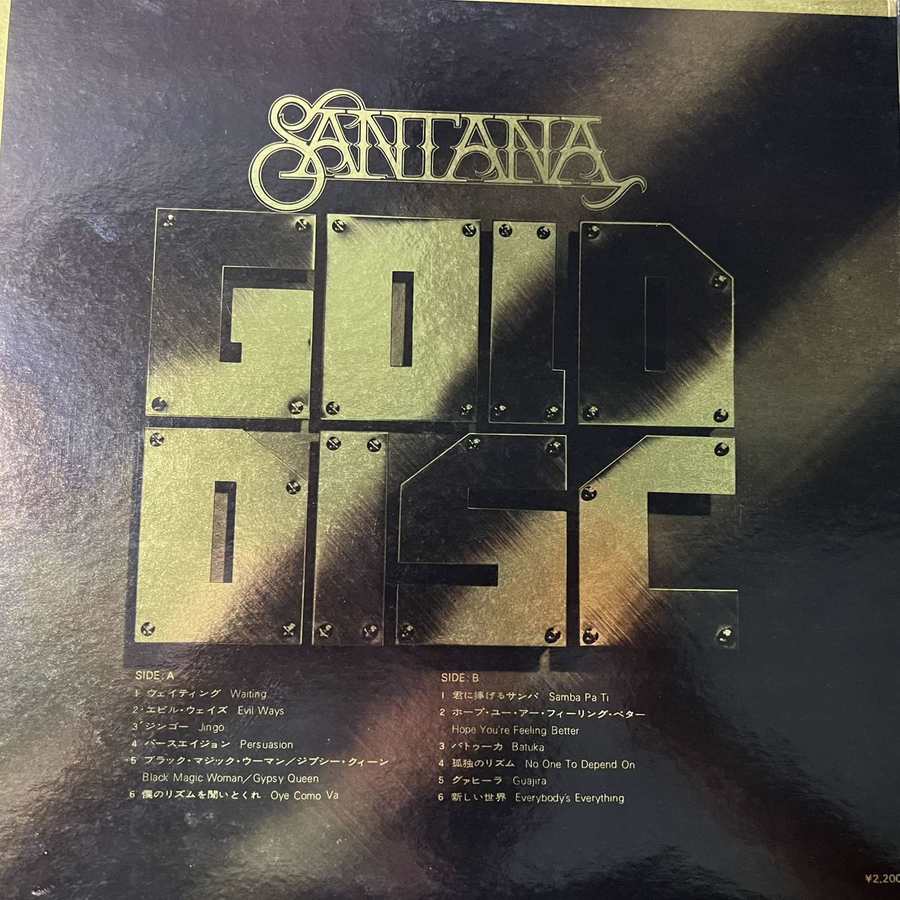 SANTANA
GOLD
DISC
SIDE: A
1 ウェイティング Waiting
2 エビル・ウェイズ Evil Ways
3 ジンゴー Jingo
4 パースエイジョン Persuasion
5 ブラック・マジック・ウーマン/ジプシー・クィーン
Black Magic Woman/Gypsy Queen
6 僕のリズムを聞いとくれ Oye Como Va
SIDE: B
1 君に捧げるサンバ Samba Pa Ti
2 ホープ・ユー・アー・フィーリング・ベター
Hope You're Feeling Better
3 バトゥーカ Batuka
4 孤独のリズム No One To Depend On
5 グァヒーラ Guajira
6 新しい世界 Everybody's Everything
¥2,200